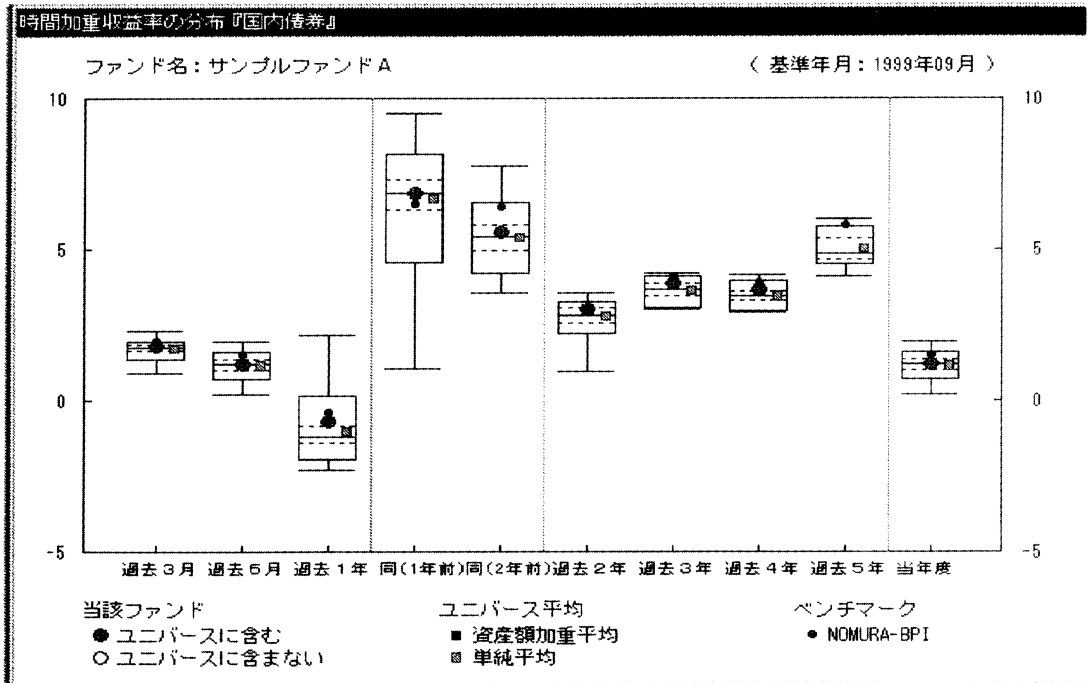 時間加重収益率の分布『国内債券』
ファンド名：サンプルファンドA （ 基準年月：1999年09月 ）
10 10
5 5
0 0
-5 -5
過去3月 過去6月 過去1年 同(1年前) 同(2年前) 過去2年 過去3年 過去4年 過去5年 当年度
当該ファンド ユニバース平均 ベンチマーク
● ユニバースに含む ■ 資産額加重平均 ● NOMURA-BPI
○ ユニバースに含まない ▩ 単純平均